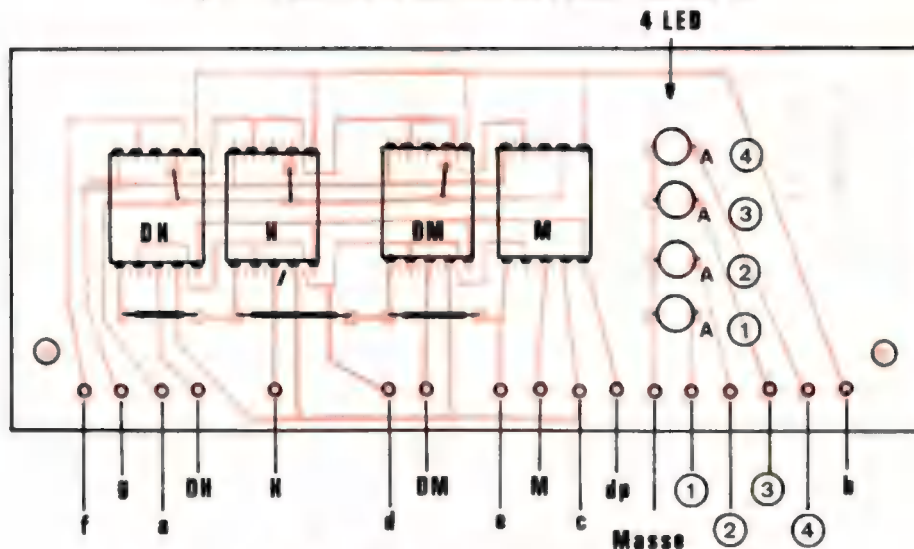 4 LED
A ④
A ③
DH H DM M
A ②
A ①
g DH H DM M dp ① ③ b
f a d e c Masse ② ④